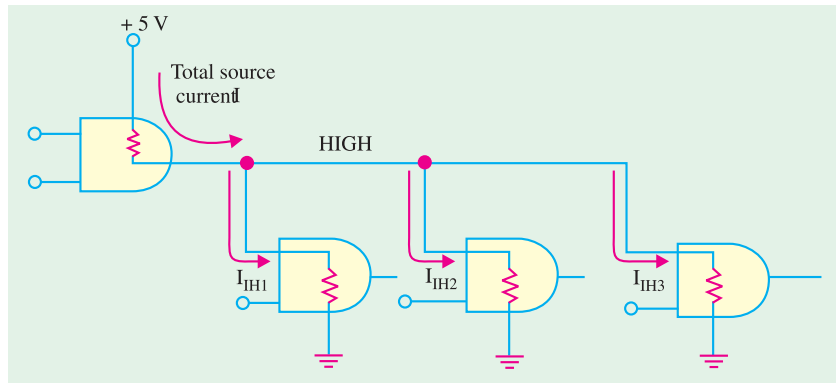 + 5 V
Total source
current I
HIGH
I_IH1
I_IH2
I_IH3